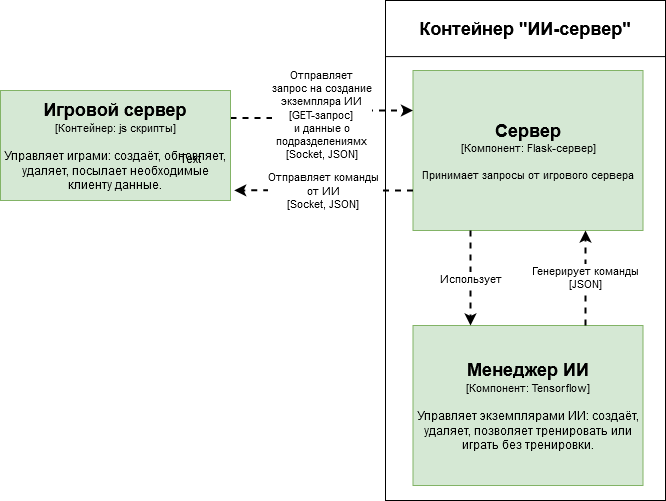 Контейнер "ИИ-сервер"
Игровой сервер
[Контейнер: js скрипты]
Управляет играми: создаёт, обновляет,
удаляет, посылает необходимые
клиенту данные.
Text
Отправляет
запрос на создание
экземпляра ИИ
[GET-запрос]
и данные о
подразделениямх
[Socket, JSON]
Отправляет команды
от ИИ
[Socket, JSON]
Сервер
[Компонент: Flask-сервер]
Принимает запросы от игрового сервера
Использует
Генерирует команды
[JSON]
Менеджер ИИ
[Компонент: Tensorflow]
Управляет экземплярами ИИ: создаёт,
удаляет, позволяет тренировать или
играть без тренировки.